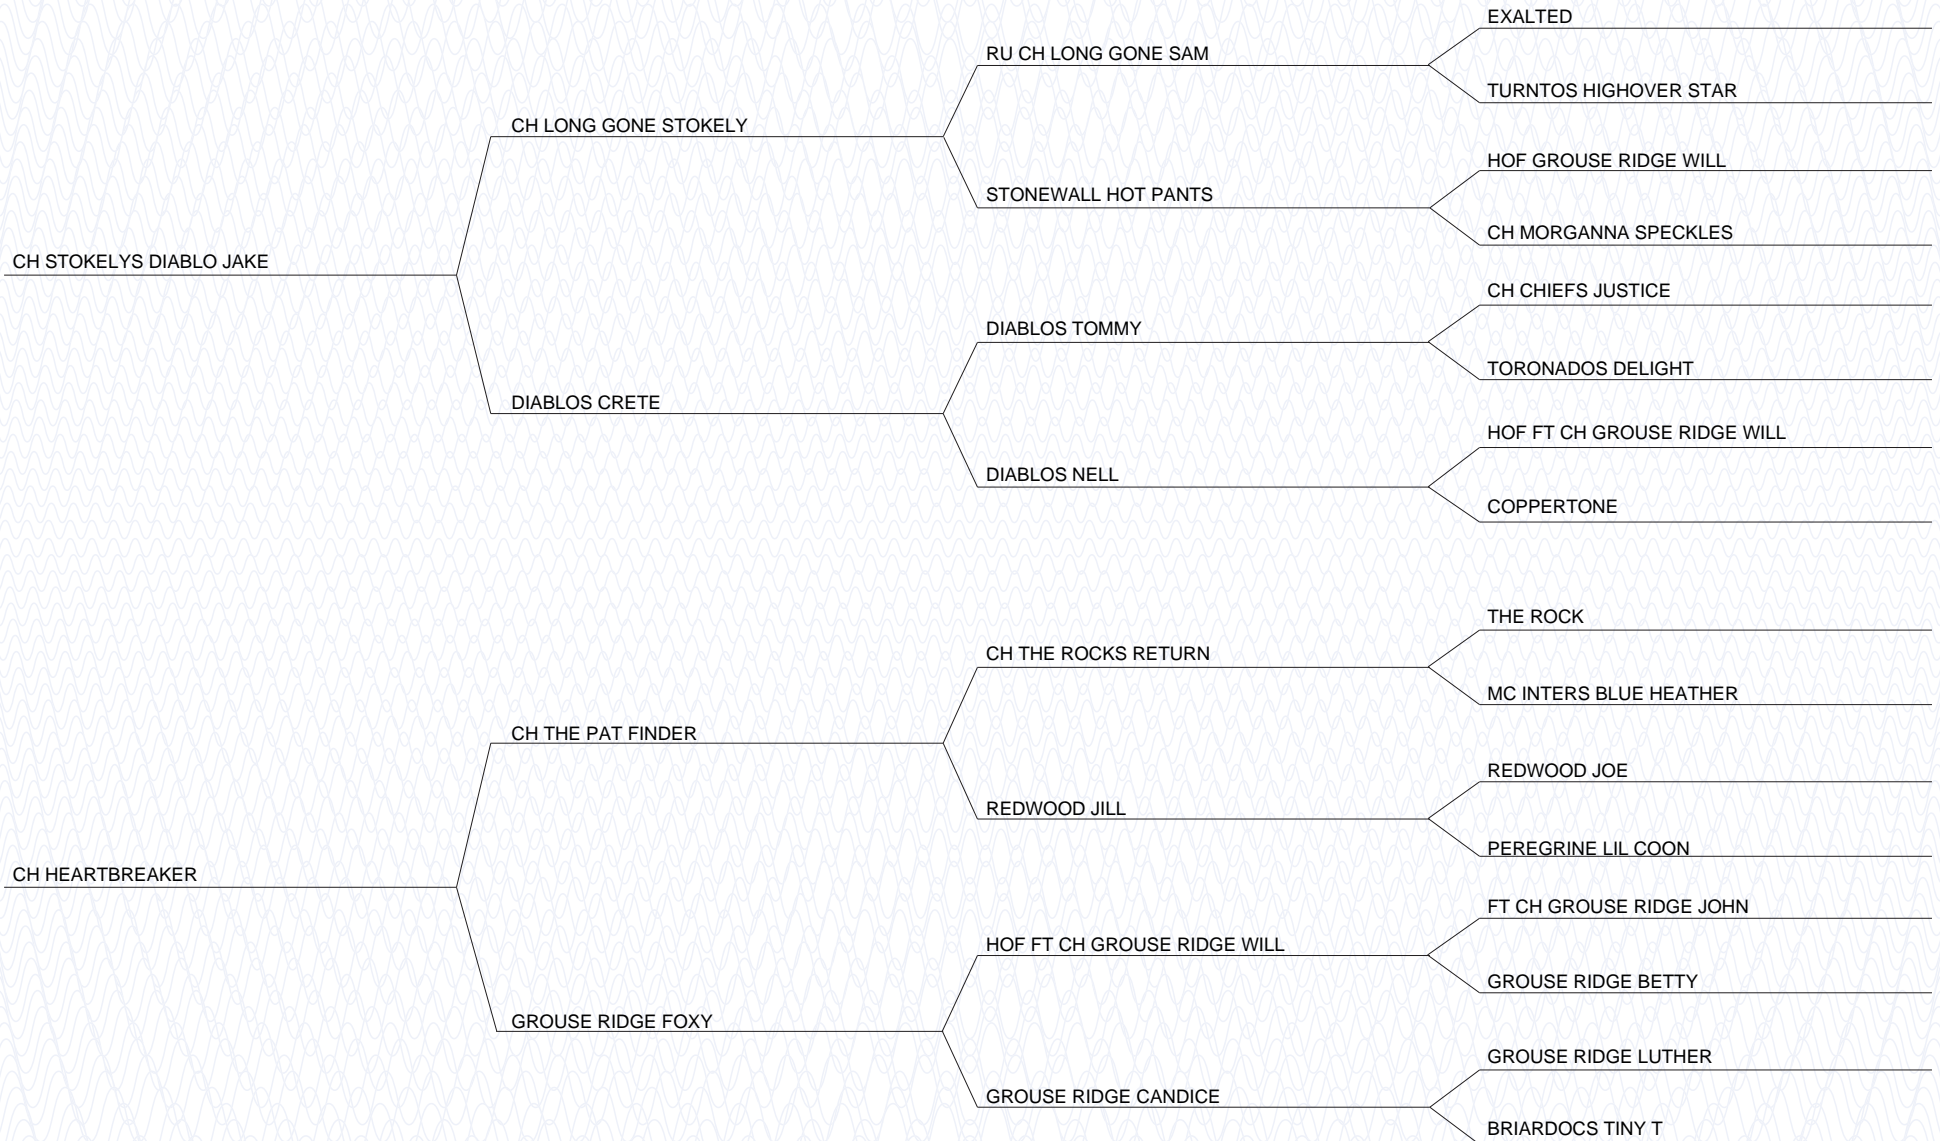 EXALTED
RU CH LONG GONE SAM
TURNTOS HIGHOVER STAR
CH LONG GONE STOKELY
HOF GROUSE RIDGE WILL
STONEWALL HOT PANTS
CH MORGANNA SPECKLES
CH STOKELYS DIABLO JAKE
CH CHIEFS JUSTICE
DIABLOS TOMMY
TORONADOS DELIGHT
DIABLOS CRETE
HOF FT CH GROUSE RIDGE WILL
DIABLOS NELL
COPPERTONE
THE ROCK
CH THE ROCKS RETURN
MC INTERS BLUE HEATHER
CH THE PAT FINDER
REDWOOD JOE
REDWOOD JILL
PEREGRINE LIL COON
CH HEARTBREAKER
FT CH GROUSE RIDGE JOHN
HOF FT CH GROUSE RIDGE WILL
GROUSE RIDGE BETTY
GROUSE RIDGE FOXY
GROUSE RIDGE LUTHER
GROUSE RIDGE CANDICE
BRIARDOCS TINY T